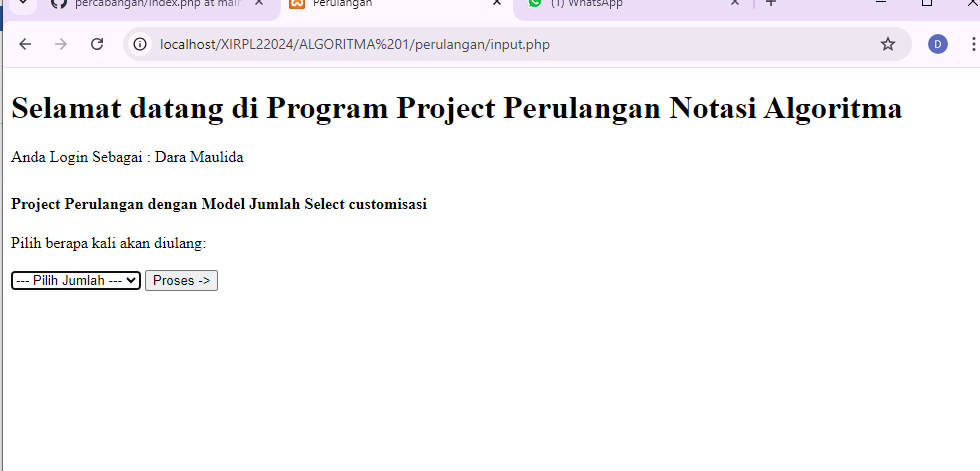 percabangan/index.php at main
Perulangan
(1) WhatsApp
localhost/XIRPL22024/ALGORITMA%201/perulangan/input.php
D
Selamat datang di Program Project Perulangan Notasi Algoritma
Anda Login Sebagai : Dara Maulida
Project Perulangan dengan Model Jumlah Select customisasi
Pilih berapa kali akan diulang:
--- Pilih Jumlah --- Proses ->